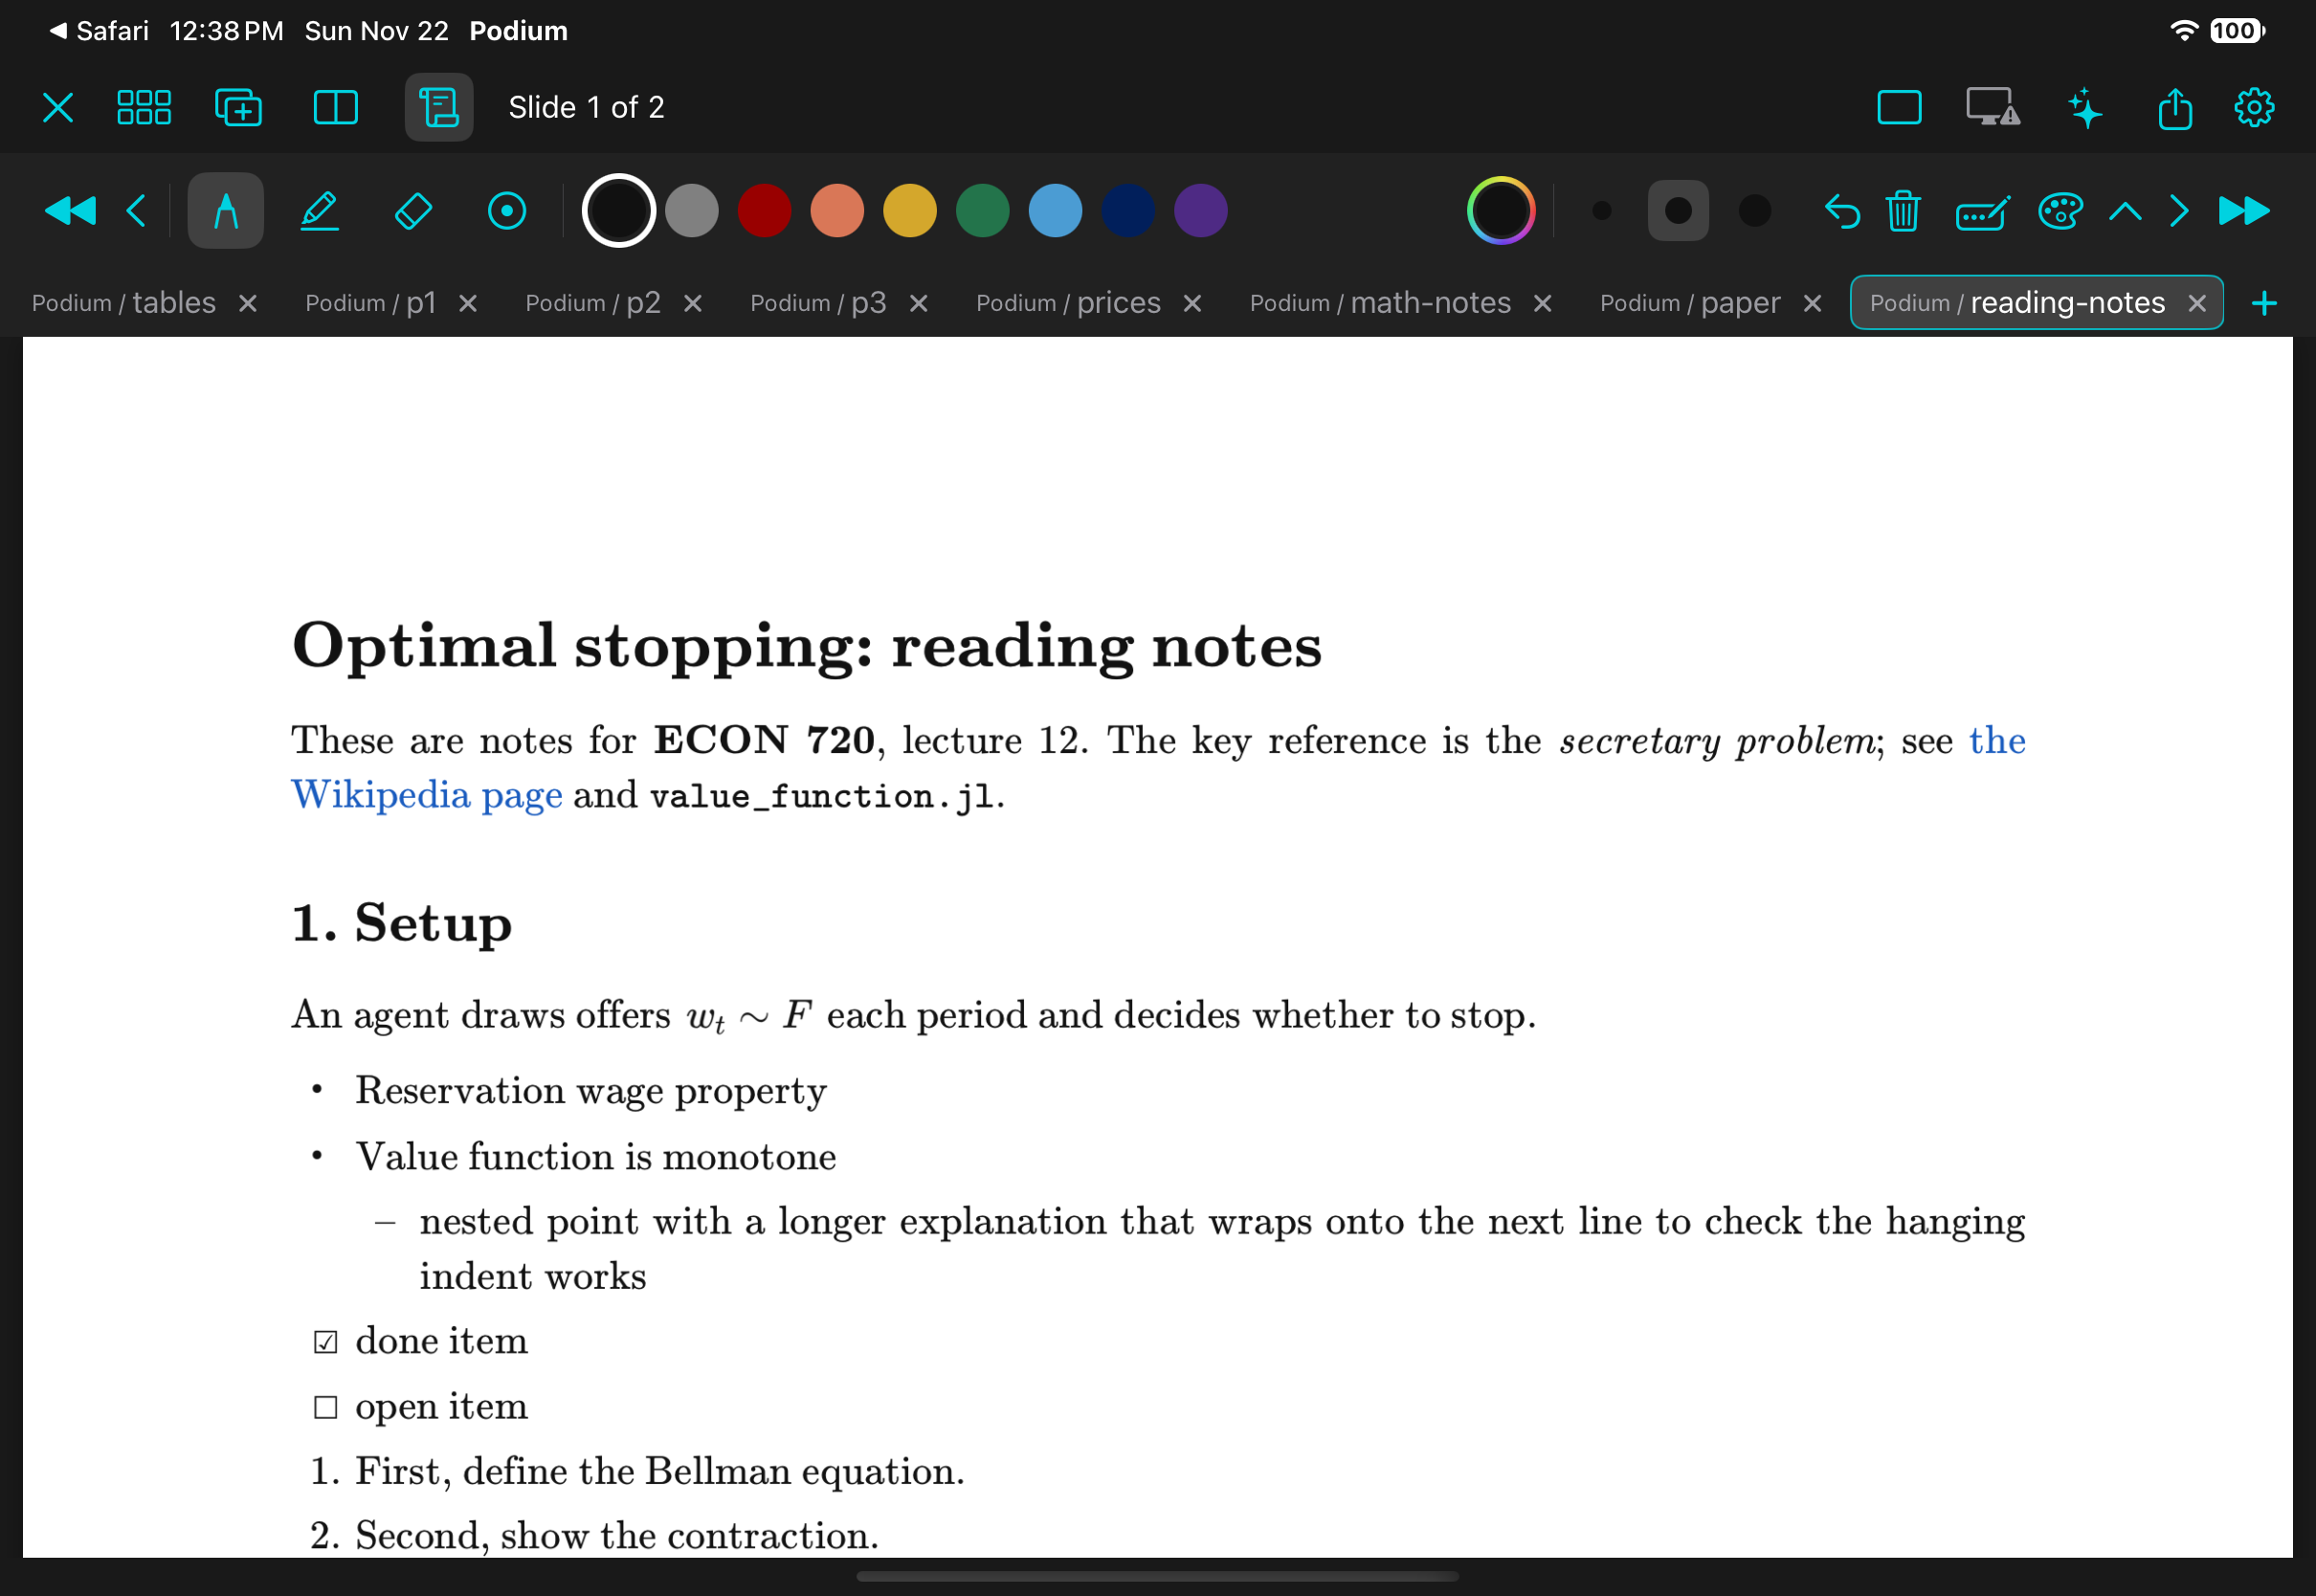 Safari 12:38 PM Sun Nov 22 Podium 100
Slide 1 of 2
Podium / tables Podium / p1 Podium / p2 Podium / p3 Podium / prices Podium / math-notes Podium / paper Podium / reading-notes
Optimal stopping: reading notes
These are notes for ECON 720, lecture 12. The key reference is the secretary problem; see the
Wikipedia page and value_function.jl.
1. Setup
An agent draws offers wₜ ∼ F each period and decides whether to stop.
• Reservation wage property
• Value function is monotone
– nested point with a longer explanation that wraps onto the next line to check the hanging
indent works
☑ done item
☐ open item
1. First, define the Bellman equation.
2. Second, show the contraction.